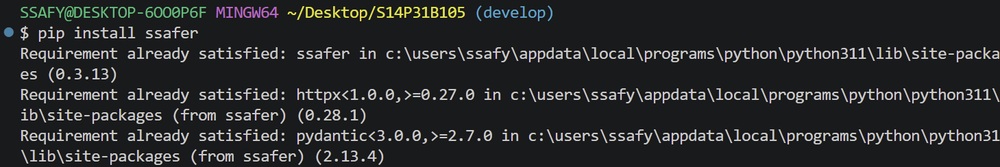 SSAFY@DESKTOP-6OO0P6F MINGW64 ~/Desktop/S14P31B105 (develop)
$ pip install ssafer
Requirement already satisfied: ssafer in c:\users\ssafy\appdata\local\programs\python\python311\lib\site-packa
es (0.3.13)
Requirement already satisfied: httpx<1.0.0,>=0.27.0 in c:\users\ssafy\appdata\local\programs\python\python311\
ib\site-packages (from ssafer) (0.28.1)
Requirement already satisfied: pydantic<3.0.0,>=2.7.0 in c:\users\ssafy\appdata\local\programs\python\python31
\lib\site-packages (from ssafer) (2.13.4)